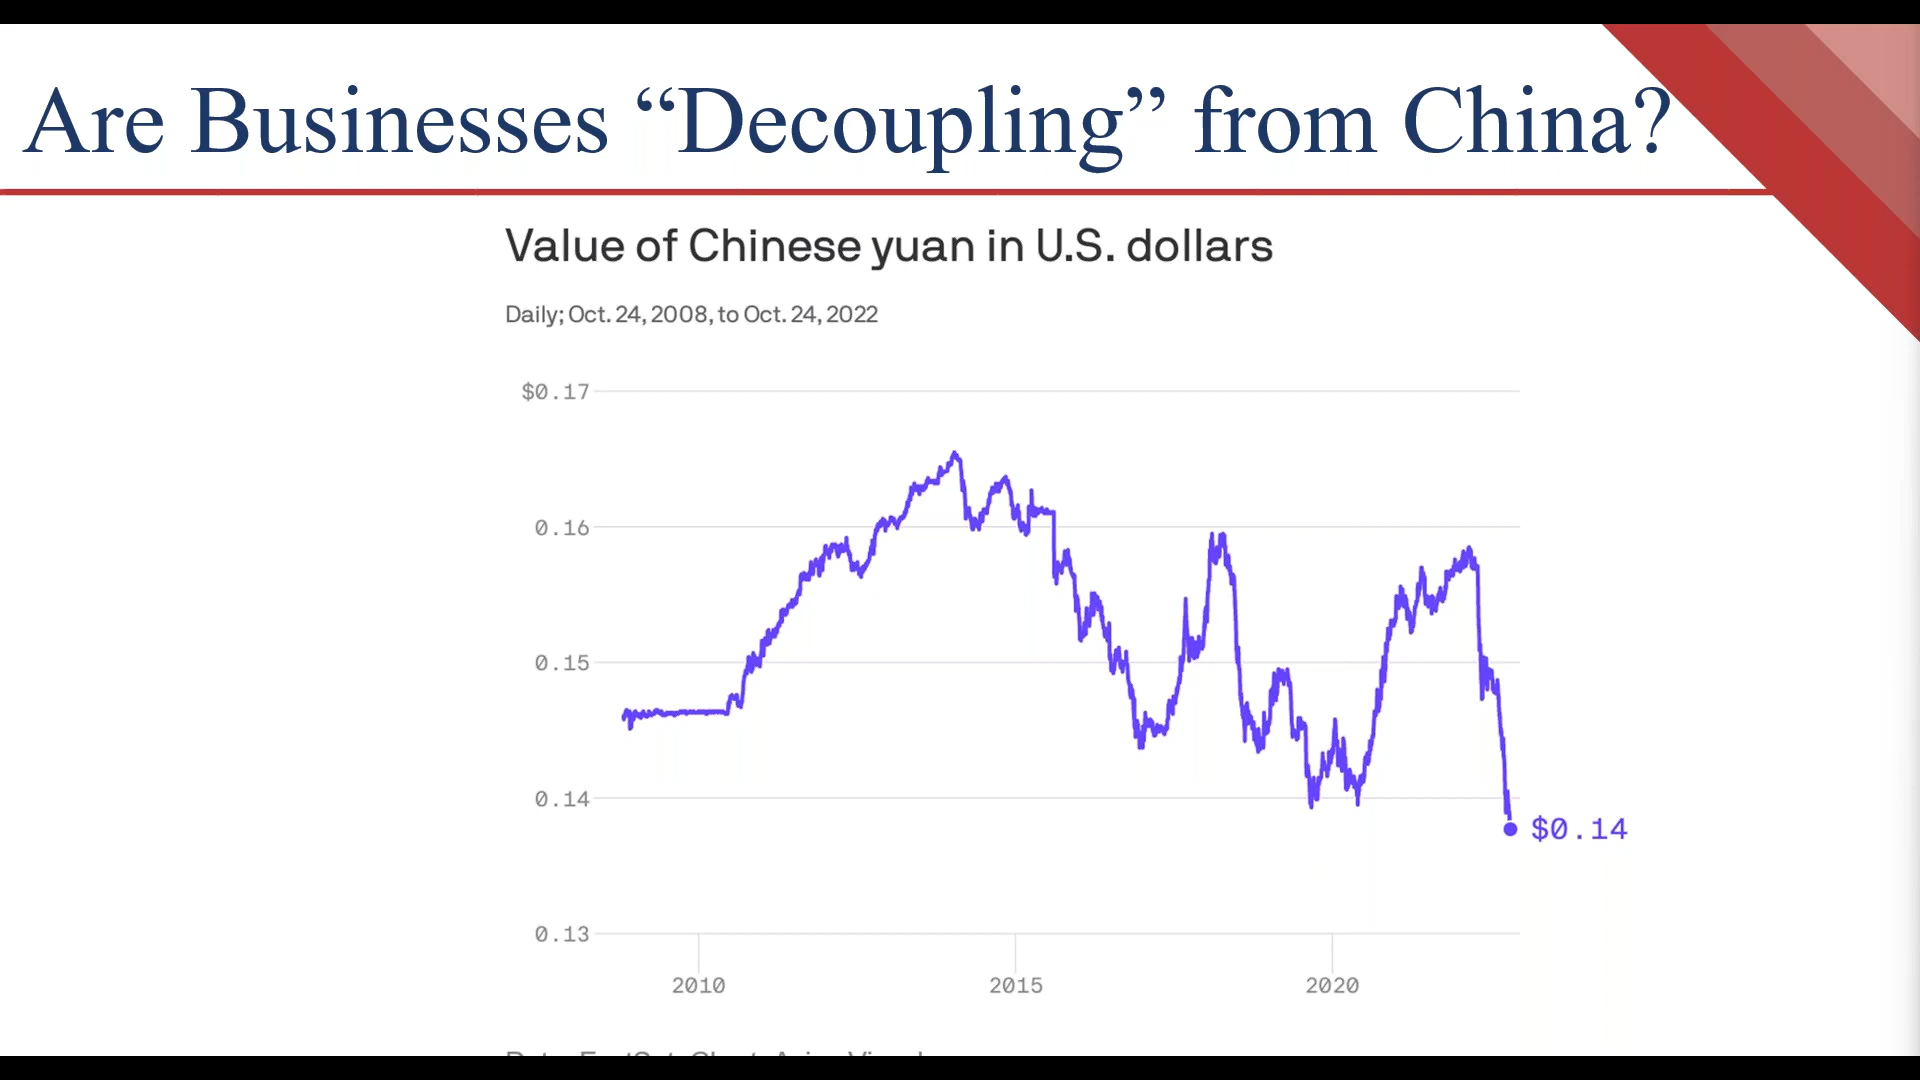 Are Businesses “Decoupling” from China?
Value of Chinese yuan in U.S. dollars
Daily; Oct. 24, 2008, to Oct. 24, 2022
$0.17
0.16
0.15
0.14
$0.14
0.13
2010 2015 2020